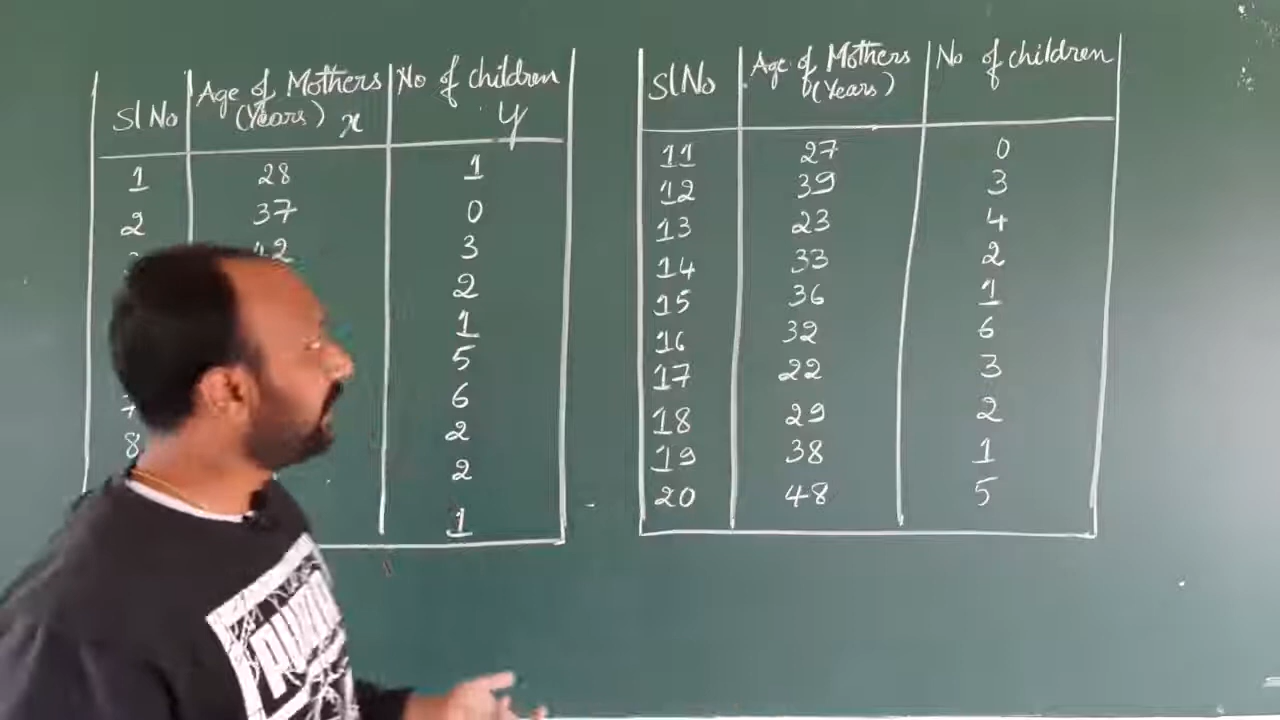 Sl No Age of Mothers (Years) x No of children y
1 28 1
2 37 0
42 3
2
1
5
7 6
8 2
2
1
Sl No Age of Mothers (Years) No of children
11 27 0
12 39 3
13 23 4
14 33 2
15 36 1
16 32 6
17 22 3
18 29 2
19 38 1
20 48 5